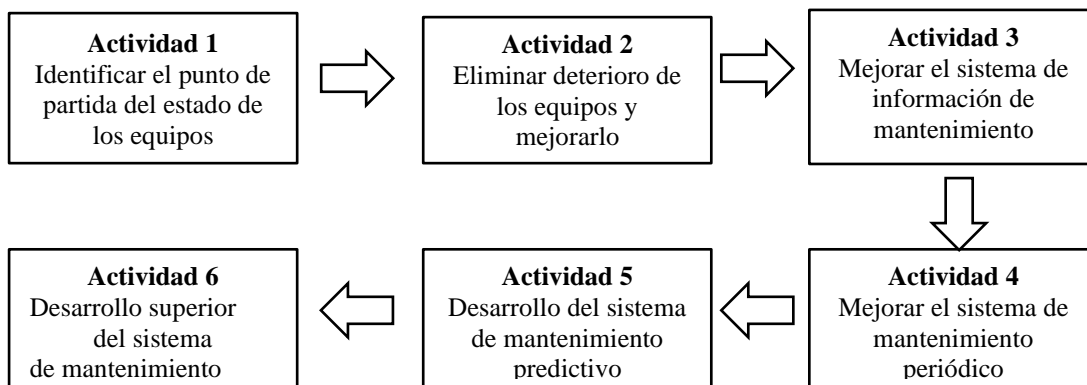 Actividad 1
Identificar el punto de
partida del estado de
los equipos
Actividad 2
Eliminar deterioro de
los equipos y
mejorarlo
Actividad 3
Mejorar el sistema de
información de
mantenimiento
Actividad 4
Mejorar el sistema de
mantenimiento
periódico
Actividad 5
Desarrollo del sistema
de mantenimiento
predictivo
Actividad 6
Desarrollo superior
del sistema
de mantenimiento